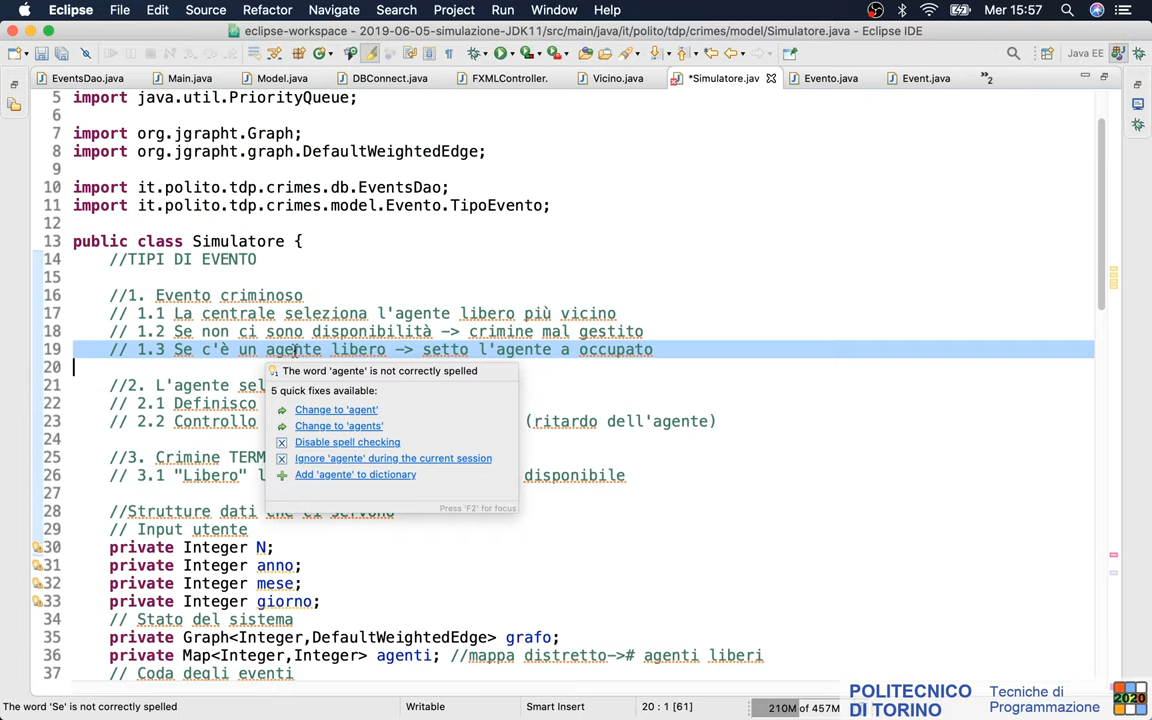 Eclipse File Edit Source Refactor Navigate Search Project Run Window Help Mer 15:57
eclipse-workspace - 2019-06-05-simulazione-JDK11/src/main/java/it/polito/tdp/crimes/model/Simulatore.java - Eclipse IDE
Java EE
EventsDao.java Main.java Model.java DBConnect.java FXMLController. Vicino.java *Simulatore.jav Evento.java Event.java »2
5 import java.util.PriorityQueue;
6
7 import org.jgrapht.Graph;
8 import org.jgrapht.graph.DefaultWeightedEdge;
9
10 import it.polito.tdp.crimes.db.EventsDao;
11 import it.polito.tdp.crimes.model.Evento.TipoEvento;
12
13 public class Simulatore {
14 //TIPI DI EVENTO
15
16 //1. Evento criminoso
17 // 1.1 La centrale seleziona l'agente libero più vicino
18 // 1.2 Se non ci sono disponibilità -> crimine mal gestito
19 // 1.3 Se c'è un agente libero -> setto l'agente a occupato
20
The word 'agente' is not correctly spelled
5 quick fixes available:
Change to 'agent'
Change to 'agents'
Disable spell checking
Ignore 'agente' during the current session
Add 'agente' to dictionary
Press 'F2' for focus
21 //2. L'agente sel
22 // 2.1 Definisco
23 // 2.2 Controllo (ritardo dell'agente)
24
25 //3. Crimine TERM
26 // 3.1 "Libero" l disponibile
27
28 //Strutture dati che ci servono
29 // Input utente
30 private Integer N;
31 private Integer anno;
32 private Integer mese;
33 private Integer giorno;
34 // Stato del sistema
35 private Graph<Integer,DefaultWeightedEdge> grafo;
36 private Map<Integer,Integer> agenti; //mappa distretto-># agenti liberi
37 // Coda degli eventi
The word 'Se' is not correctly spelled Writable Smart Insert 20 : 1 [61] 210M of 457M
POLITECNICO
DI TORINO
Tecniche di
Programmazione
2020